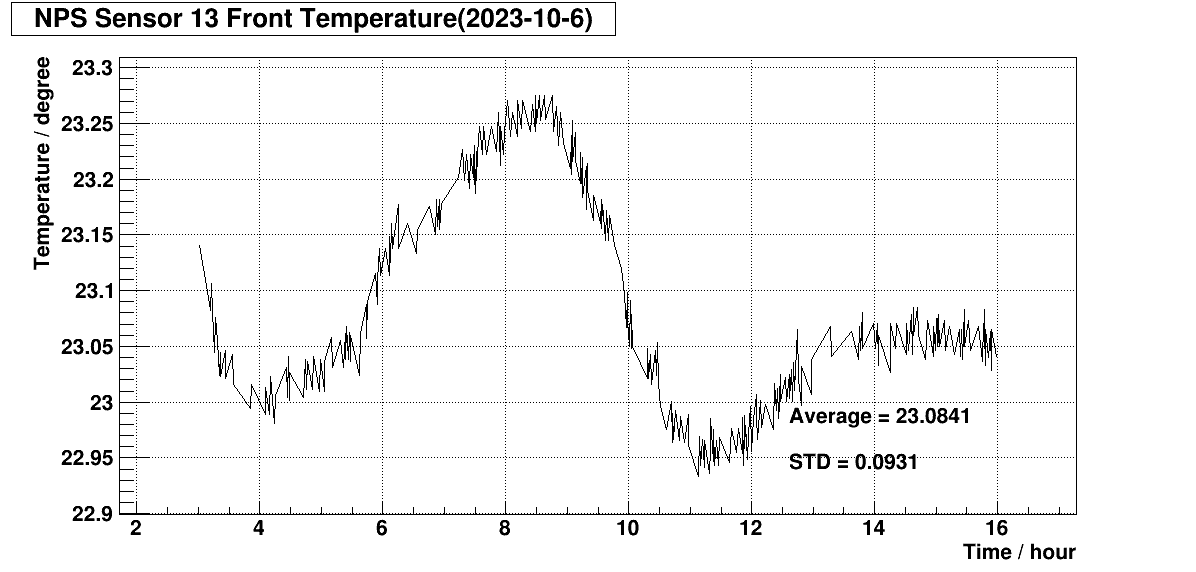 NPS Sensor 13 Front Temperature(2023-10-6)
Temperature / degree
23.3
23.25
23.2
23.15
23.1
23.05
23
22.95
22.9
Average = 23.0841
STD = 0.0931
2 4 6 8 10 12 14 16
Time / hour